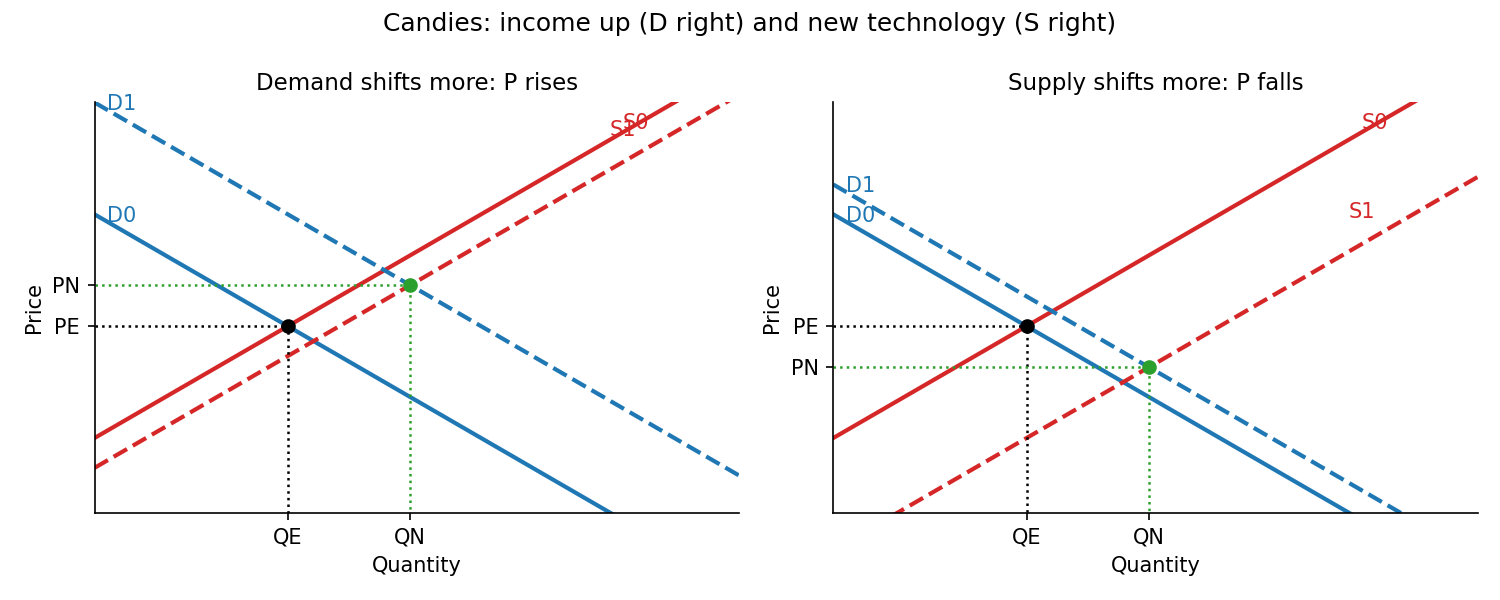 Candies: income up (D right) and new technology (S right)
Demand shifts more: P rises
D1
S0
S1
D0
PN
PE
Price
QE
QN
Quantity
Supply shifts more: P falls
S0
D1
D0
S1
PE
PN
Price
QE
QN
Quantity